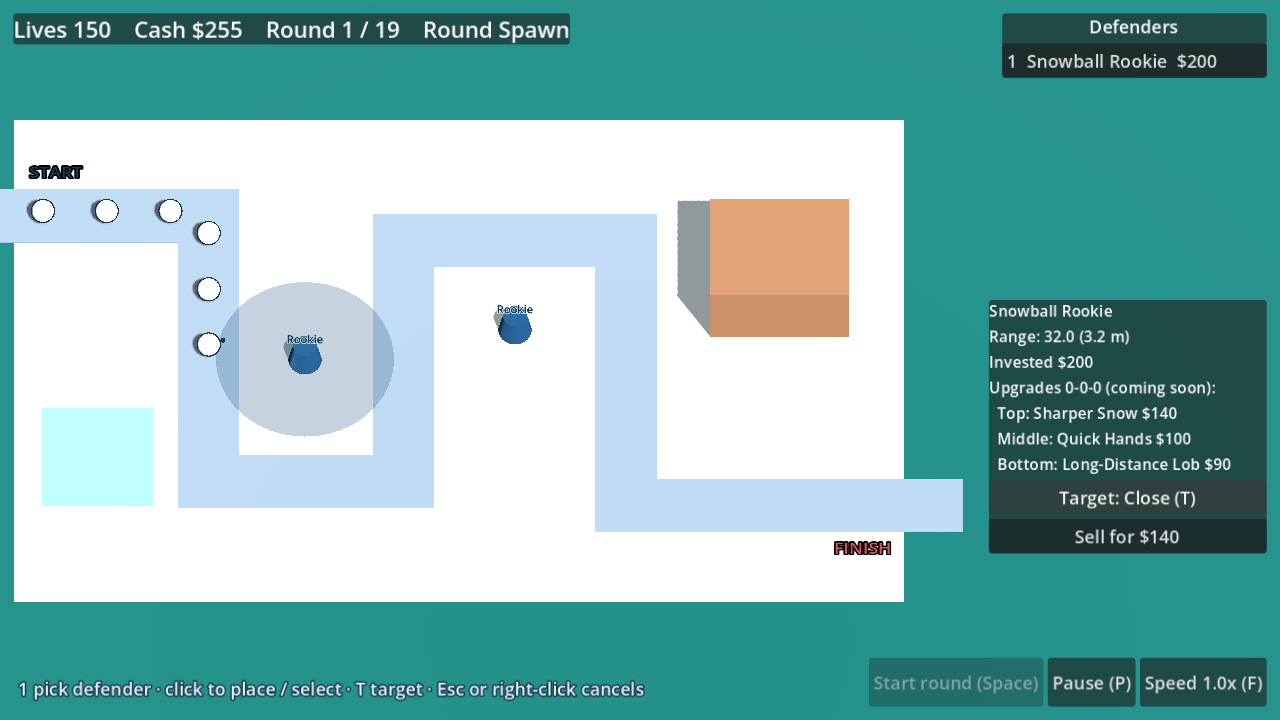 Lives 150 Cash $255 Round 1 / 19 Round Spawn
Defenders
1 Snowball Rookie $200
START
Rookie
Rookie
Snowball Rookie
Range: 32.0 (3.2 m)
Invested $200
Upgrades 0-0-0 (coming soon):
Top: Sharper Snow $140
Middle: Quick Hands $100
Bottom: Long-Distance Lob $90
Target: Close (T)
Sell for $140
FINISH
1 pick defender · click to place / select · T target · Esc or right-click cancels
Start round (Space)
Pause (P)
Speed 1.0x (F)